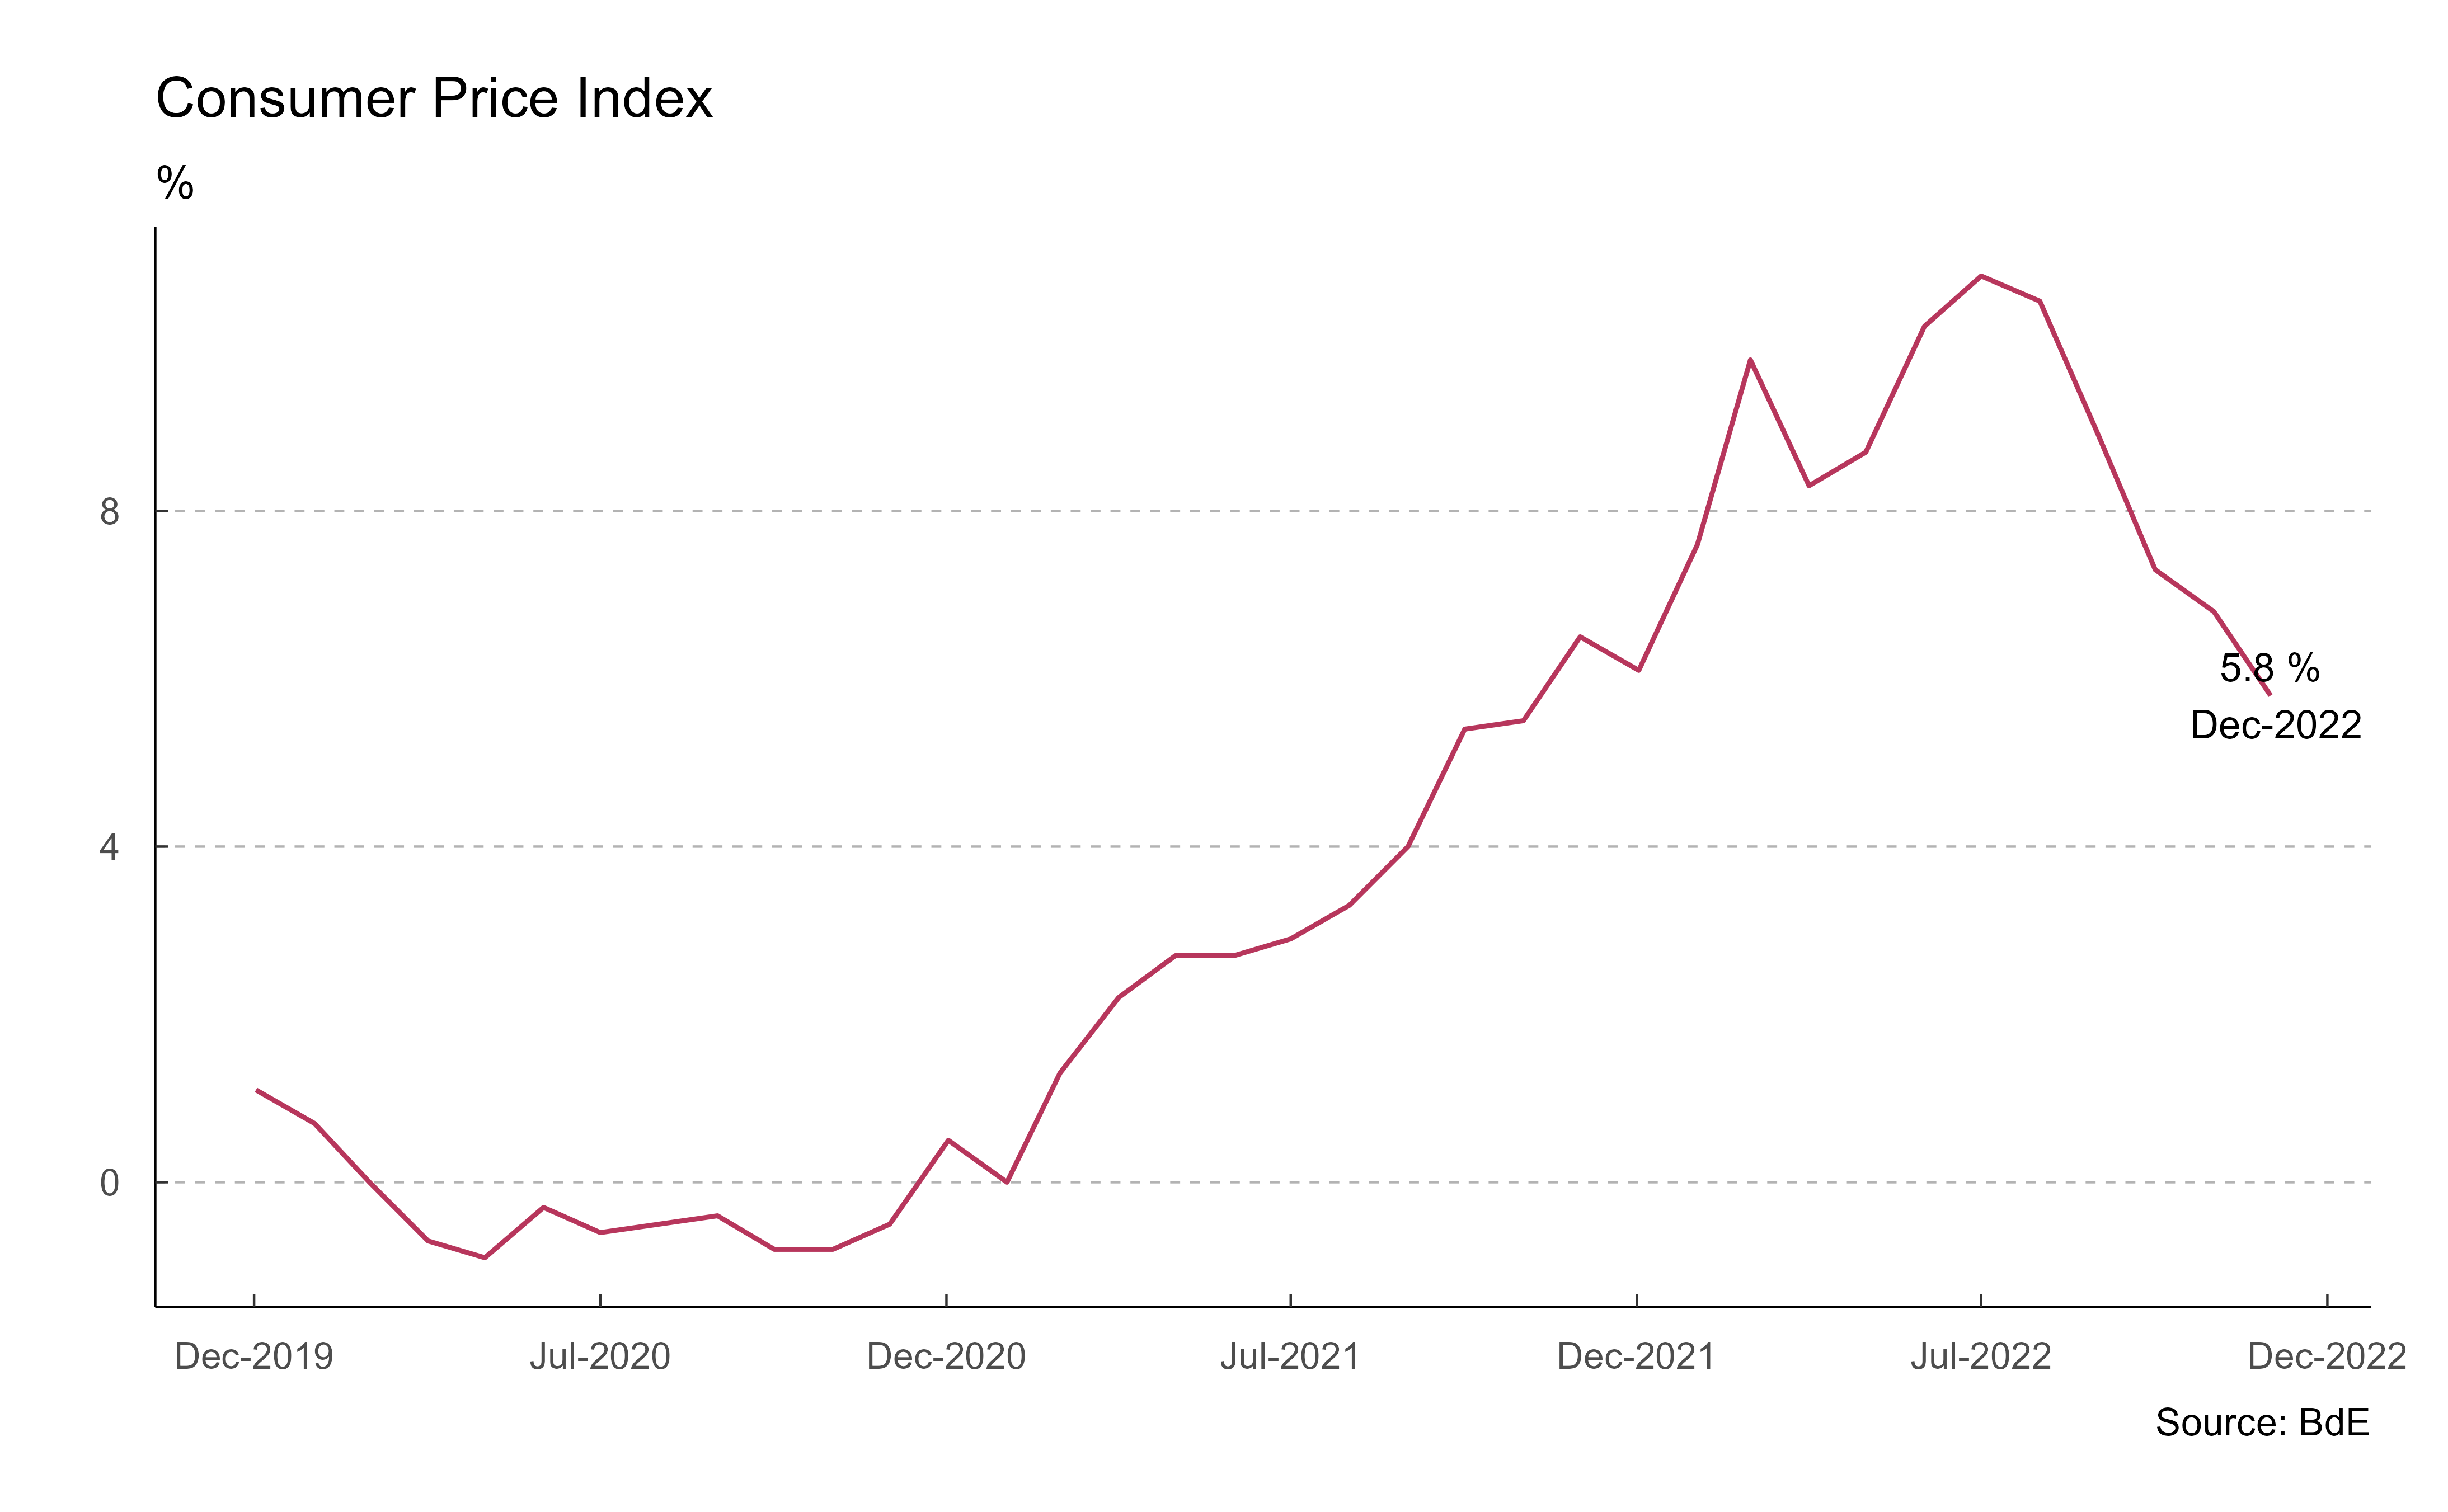 Consumer Price Index
%
8
4
0
5.8 %
Dec-2022
Dec-2019 Jul-2020 Dec-2020 Jul-2021 Dec-2021 Jul-2022 Dec-2022
Source: BdE